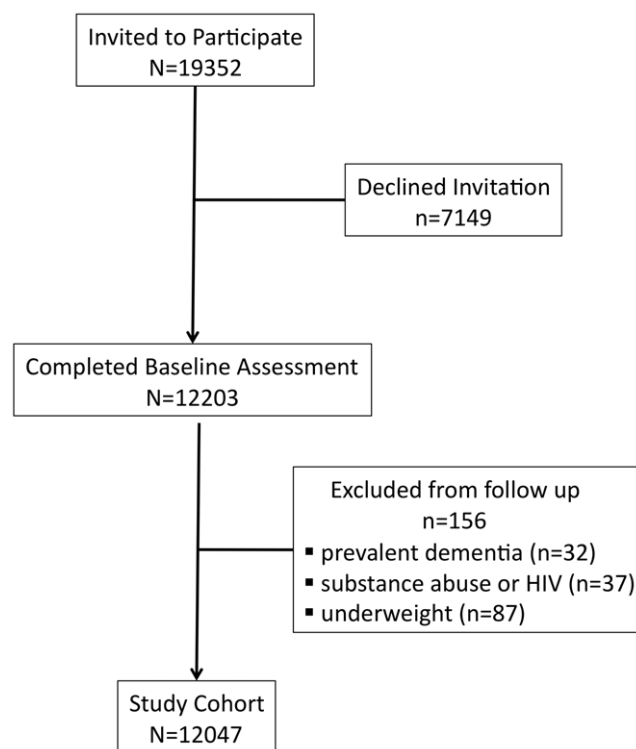 Invited to Participate
N=19352
Declined Invitation
n=7149
Completed Baseline Assessment
N=12203
Excluded from follow up
n=156
▪ prevalent dementia (n=32)
▪ substance abuse or HIV (n=37)
▪ underweight (n=87)
Study Cohort
N=12047